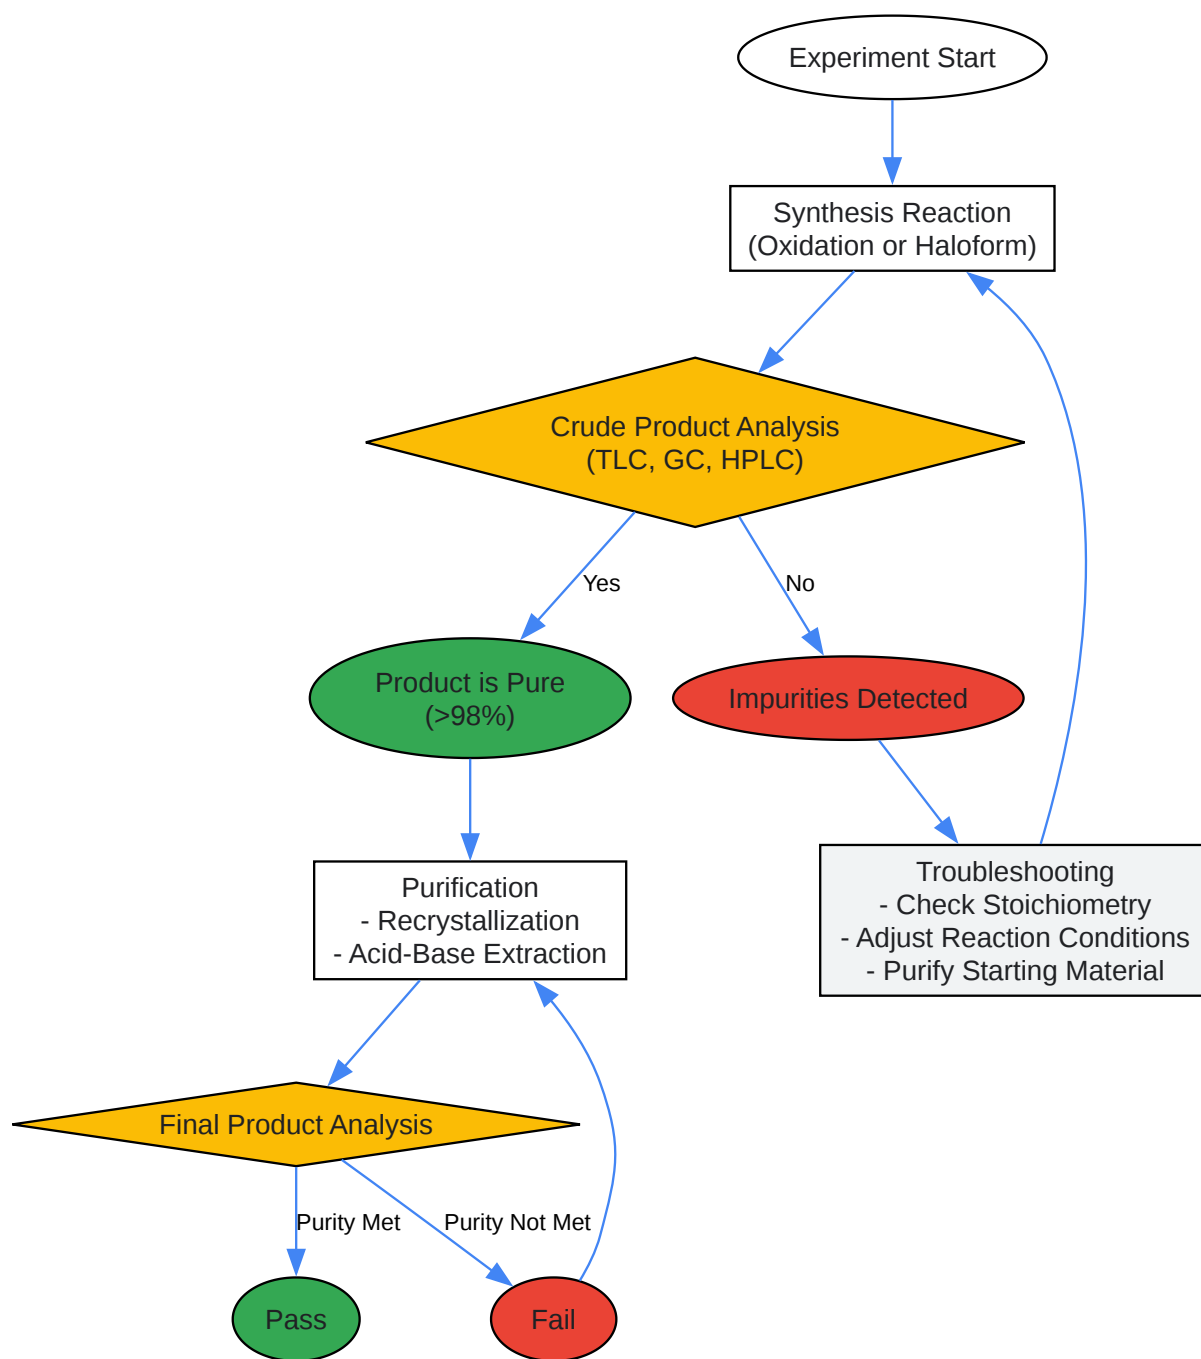 Experiment Start
Synthesis Reaction
(Oxidation or Haloform)
Crude Product Analysis
(TLC, GC, HPLC)
Yes
No
Product is Pure
(>98%)
Impurities Detected
Purification
- Recrystallization
- Acid-Base Extraction
Troubleshooting
- Check Stoichiometry
- Adjust Reaction Conditions
- Purify Starting Material
Final Product Analysis
Purity Met
Purity Not Met
Pass
Fail